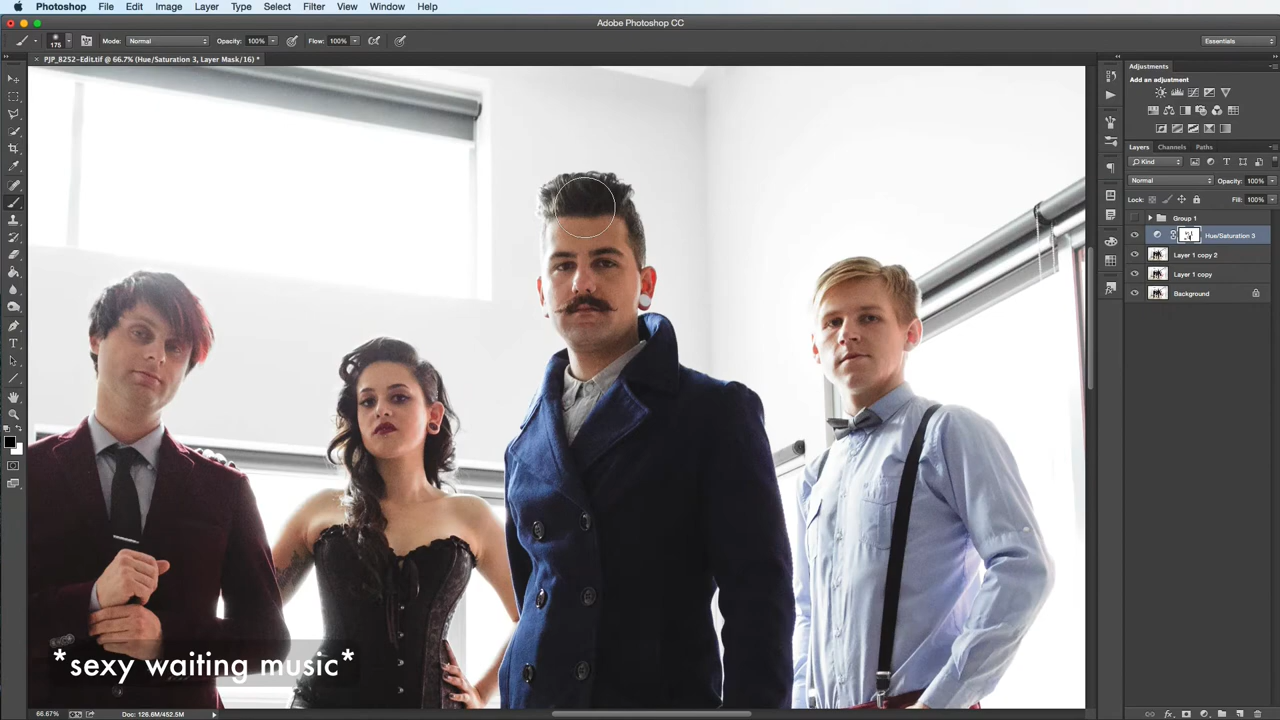 Photoshop File Edit Image Layer Type Select Filter View Window Help
Adobe Photoshop CC
175 Mode: Normal Opacity: 100% Flow: 100% Essentials
× PJP_8252-Edit.tif @ 66.7% (Hue/Saturation 3, Layer Mask/16) *
Adjustments
Add an adjustment
Layers Channels Paths
Kind
Normal Opacity: 100%
Lock: Fill: 100%
Group 1
Hue/Saturation 3
Layer 1 copy 2
Layer 1 copy
Background
*sexy waiting music*
66.67% Doc: 126.6M/452.5M